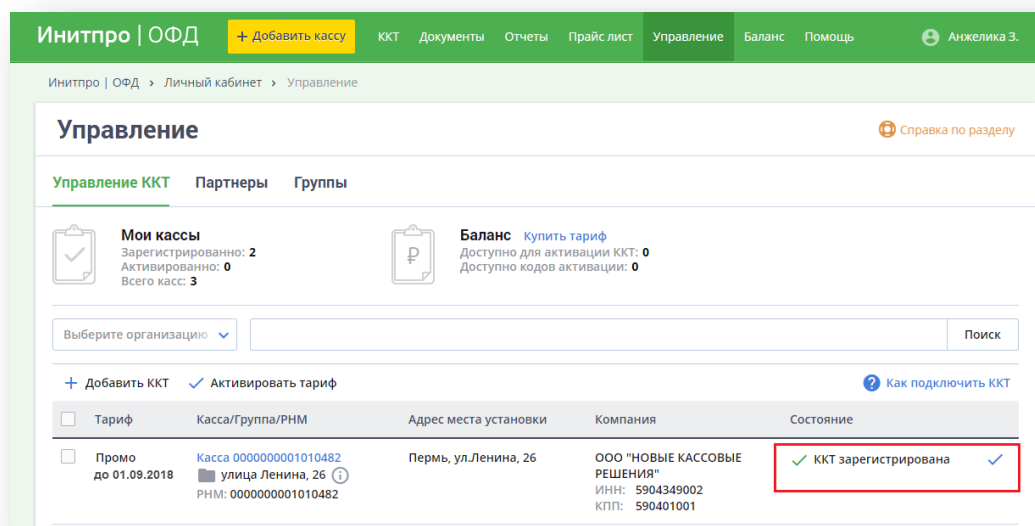 Инитпро | ОФД + Добавить кассу ККТ Документы Отчеты Прайс лист Управление Баланс Помощь Анжелика З.
Инитпро | ОФД › Личный кабинет › Управление
Управление
Справка по разделу
Управление ККТ Партнеры Группы
Мои кассы
Зарегистрированно: 2
Активированно: 0
Всего касс: 3
Баланс Купить тариф
Доступно для активации ККТ: 0
Доступно кодов активации: 0
Выберите организацию
Поиск
+ Добавить ККТ Активировать тариф
? Как подключить ККТ
Тариф Касса/Группа/РНМ Адрес места установки Компания Состояние
Промо
до 01.09.2018
Касса 0000000001010482
улица Ленина, 26 i
РНМ: 0000000001010482
Пермь, ул.Ленина, 26
ООО "НОВЫЕ КАССОВЫЕ
РЕШЕНИЯ"
ИНН: 5904349002
КПП: 590401001
ККТ зарегистрирована